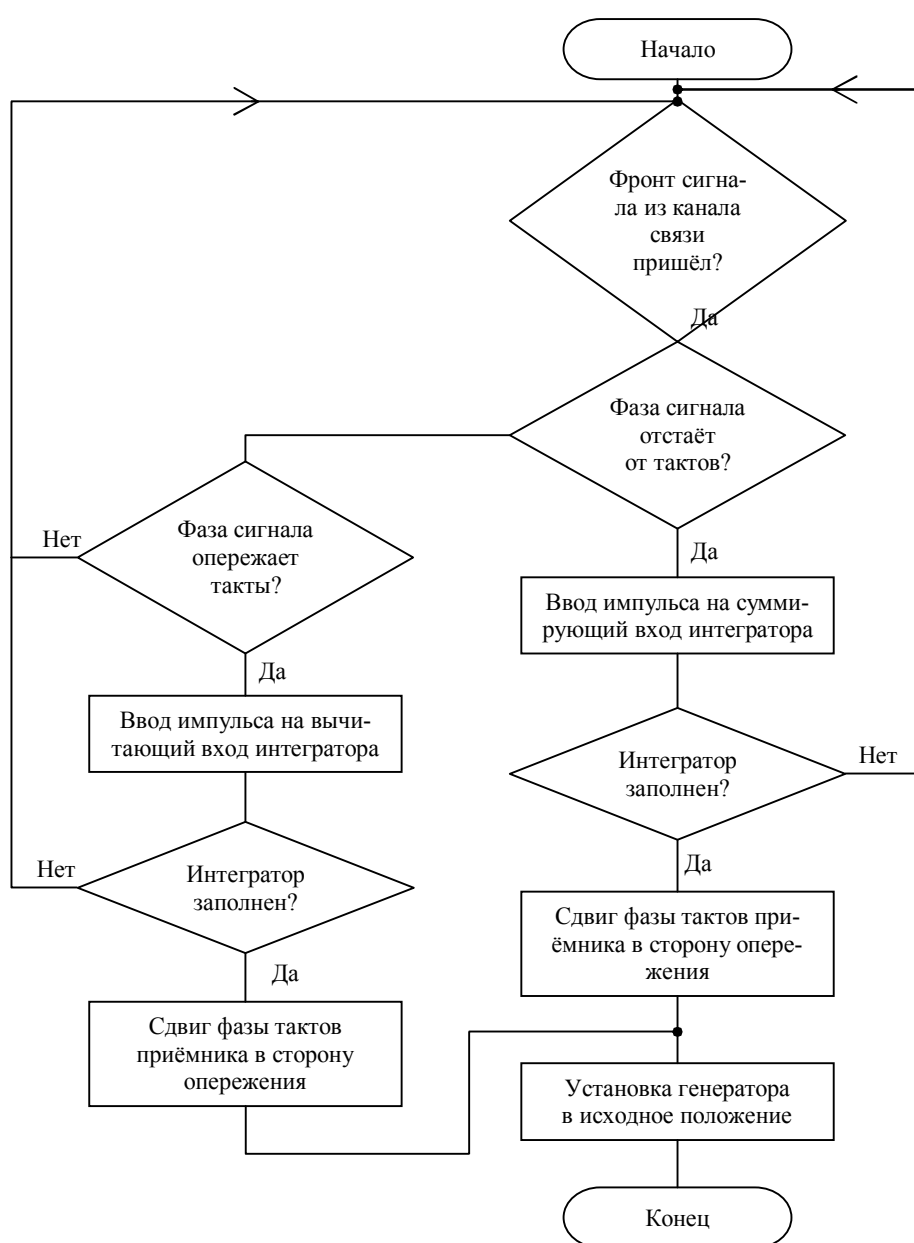 Начало
Фронт сигна-
ла из канала
связи
пришёл?
Да
Фаза сигнала
отстаёт
от тактов?
Нет
Фаза сигнала
опережает
такты?
Да
Ввод импульса на сумми-
рующий вход интегратора
Да
Ввод импульса на вычи-
тающий вход интегратора
Интегратор
заполнен?
Нет
Нет
Интегратор
заполнен?
Да
Сдвиг фазы тактов при-
ёмника в сторону опере-
жения
Да
Сдвиг фазы тактов
приёмника в сторону
опережения
Установка генератора
в исходное положение
Конец